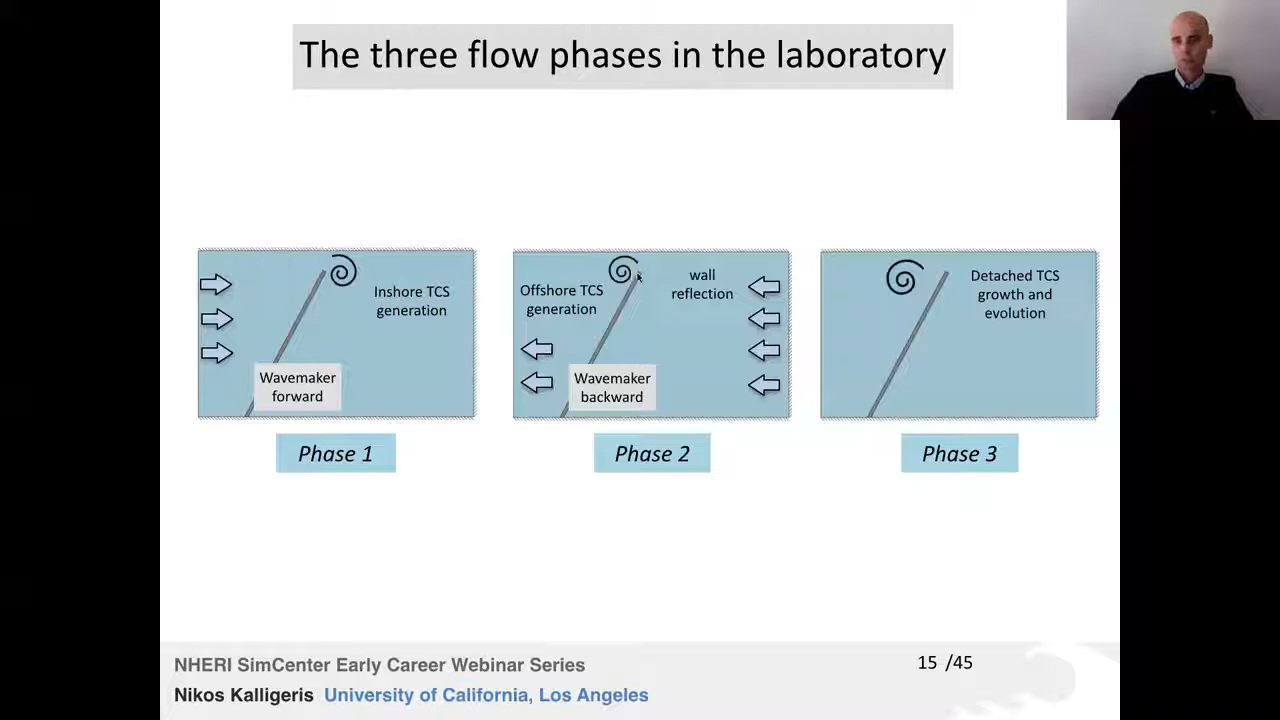 The three flow phases in the laboratory
Inshore TCS
generation
Wavemaker
forward
Phase 1
Offshore TCS
generation
wall
reflection
Wavemaker
backward
Phase 2
Detached TCS
growth and
evolution
Phase 3
NHERI SimCenter Early Career Webinar Series
15 /45
Nikos Kalligeris University of California, Los Angeles